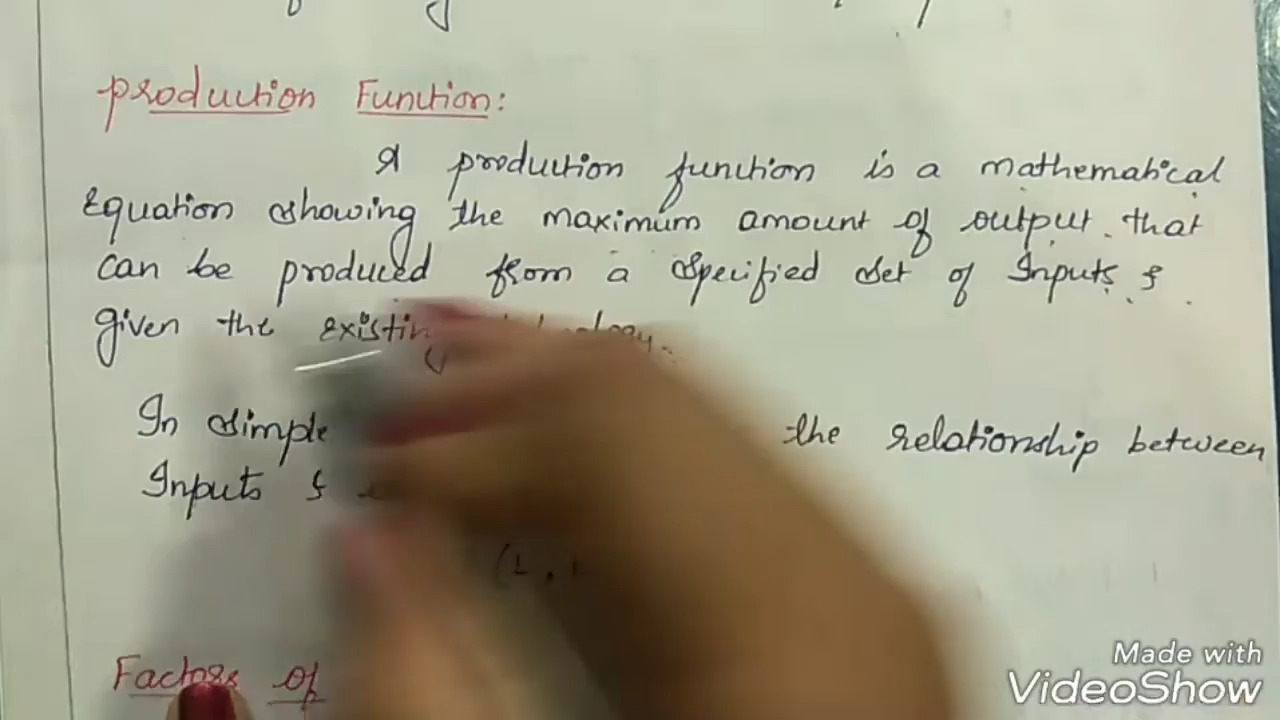 production Function:
A production function is a mathematical
Equation showing the maximum amount of output that
can be produced from a specified set of Inputs &
given the existing
In simple the relationship between
Inputs &
(L,
Factors of
Made with
VideoShow